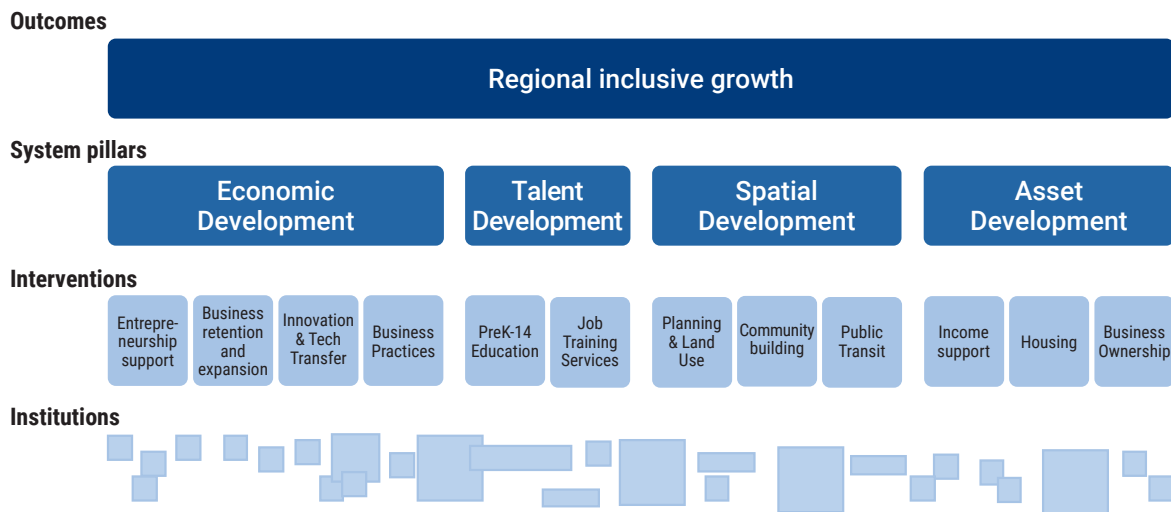 Outcomes
Regional inclusive growth
System pillars
Economic
Development
Talent
Development
Spatial
Development
Asset
Development
Interventions
Entrepre-
neurship
support
Business
retention
and
expansion
Innovation
& Tech
Transfer
Business
Practices
PreK-14
Education
Job
Training
Services
Planning
& Land
Use
Community
building
Public
Transit
Income
support
Housing
Business
Ownership
Institutions